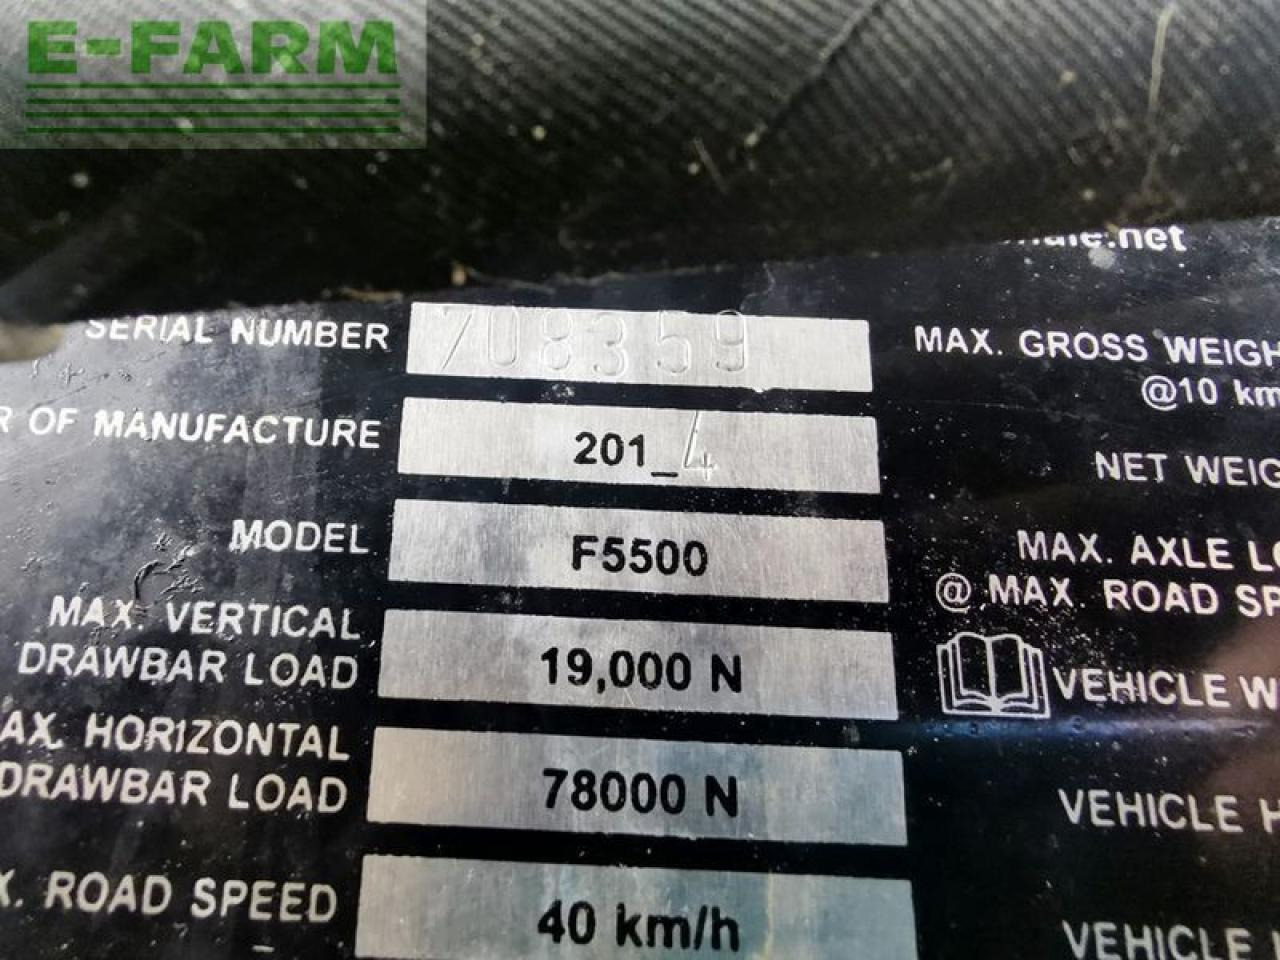 E-FARM
.net
SERIAL NUMBER 708359
OF MANUFACTURE 201_4
MODEL F5500
MAX. VERTICAL
DRAWBAR LOAD 19,000 N
AX. HORIZONTAL
DRAWBAR LOAD 78000 N
X. ROAD SPEED 40 km/h
MAX. GROSS WEIGH
@10 km
NET WEIG
MAX. AXLE LO
@ MAX. ROAD SP
VEHICLE W
VEHICLE H
VEHICLE